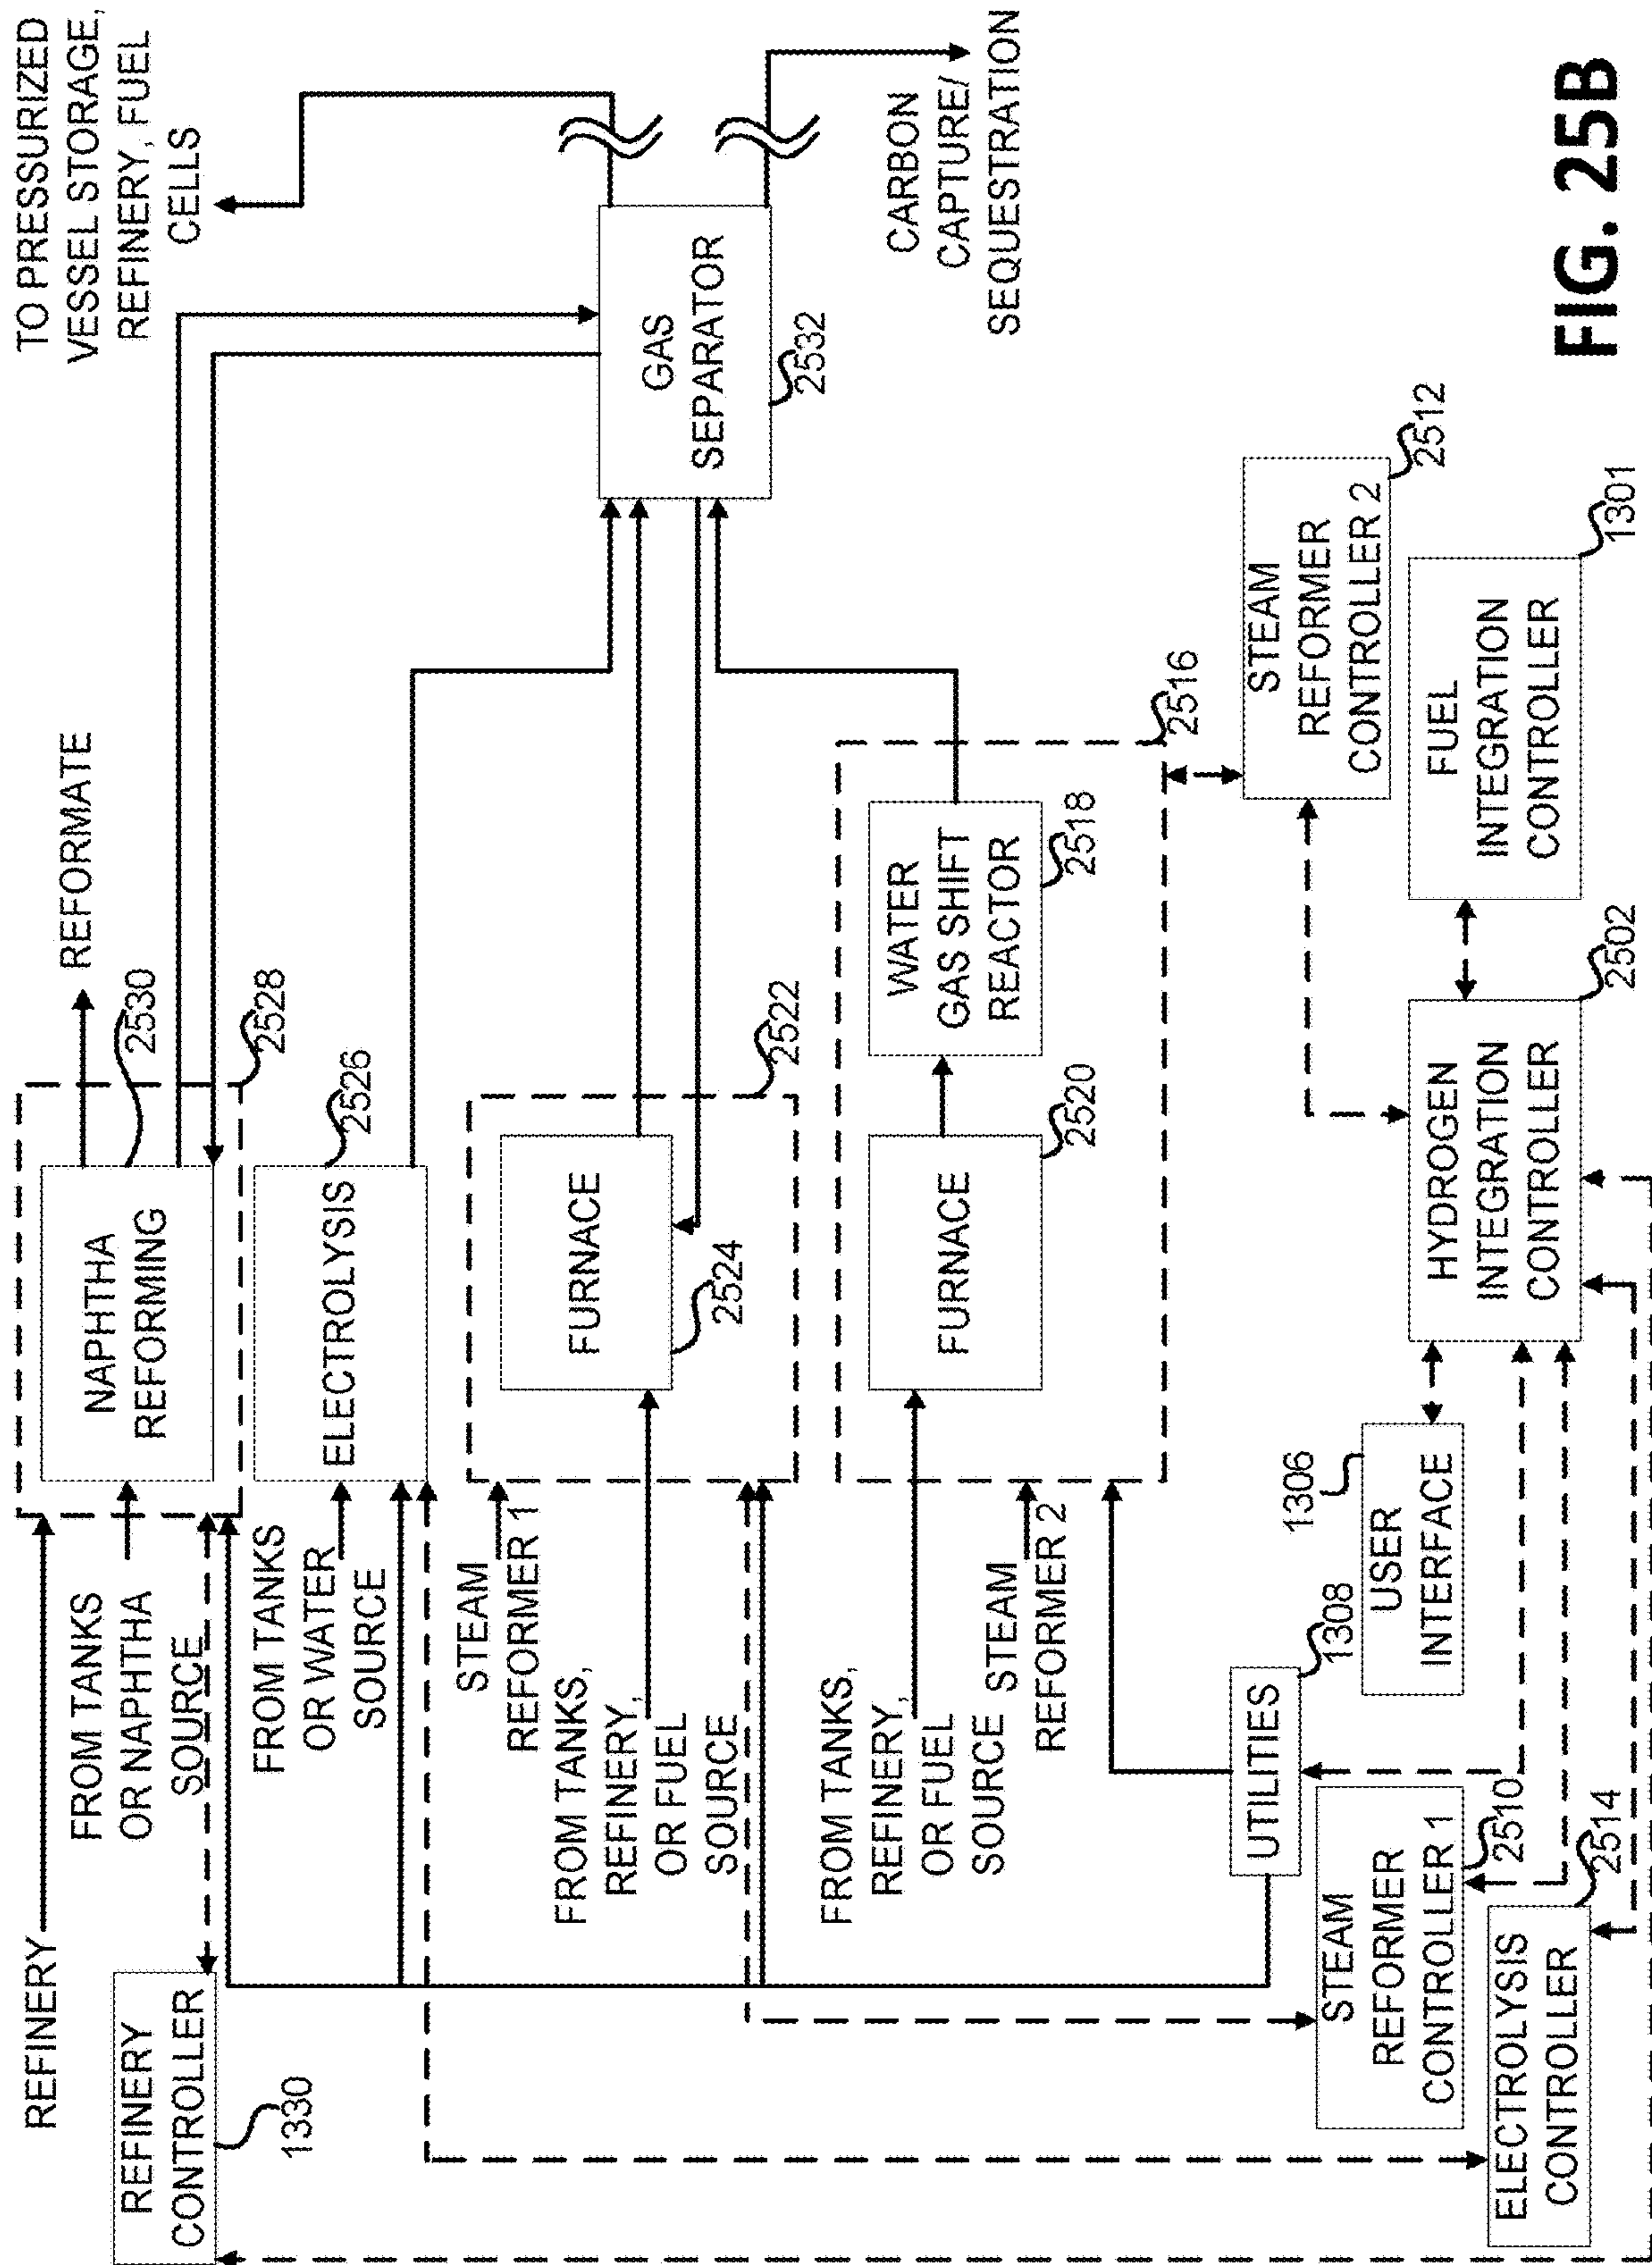 TO PRESSURIZED
VESSEL STORAGE,
REFINERY, FUEL
CELLS
REFINERY
REFINERY
CONTROLLER
1330
FROM TANKS
OR NAPHTHA
SOURCE
NAPHTHA
REFORMING
2530
2528
REFORMATE
FROM TANKS
OR WATER
SOURCE
ELECTROLYSIS
2526
STEAM
REFORMER 1
FROM TANKS,
REFINERY,
OR FUEL
SOURCE
FURNACE
2524
2522
GAS
SEPARATOR
2532
CARBON
CAPTURE/
SEQUESTRATION
FROM TANKS,
REFINERY,
OR FUEL
SOURCE
STEAM
REFORMER 2
FURNACE
2520
WATER
GAS SHIFT
REACTOR
2518
2516
UTILITIES
1308
1306
USER
INTERFACE
STEAM
REFORMER
CONTROLLER 1
2510
ELECTROLYSIS
CONTROLLER
2514
HYDROGEN
INTEGRATION
CONTROLLER
2502
STEAM
REFORMER
CONTROLLER 2
2512
FUEL
INTEGRATION
CONTROLLER
1301
FIG. 25B